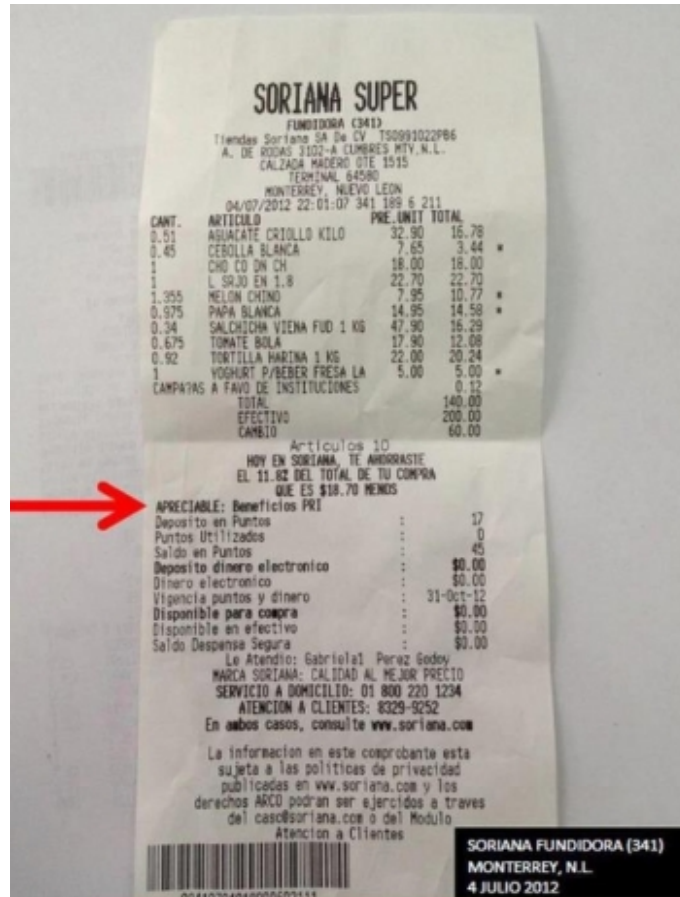 SORIANA SUPER
FUNDIDORA (341)
Tiendas Soriana SA De CV TSO991022PB6
A. DE RODAS 3102-A CUMBRES MTY,N.L.
CALZADA MADERO OTE 1515
TERMINAL 64580
MONTERREY, NUEVO LEON
04/07/2012 22:01:07 341 189 6 211
CANT. ARTICULO PRE.UNIT TOTAL
0.51 AGUACATE CRIOLLO KILO 32.90 16.78
0.45 CEBOLLA BLANCA 7.65 3.44 *
1 CHO CO DN CH 18.00 18.00
1 L SRJO EN 1.8 22.70 22.70
1.355 MELON CHINO 7.95 10.77 *
0.975 PAPA BLANCA 14.95 14.58 *
0.34 SALCHICHA VIENA FUD 1 KG 47.90 16.29
0.675 TOMATE BOLA 17.90 12.08
0.92 TORTILLA HARINA 1 KG 22.00 20.24
1 YOGHURT P/BEBER FRESA LA 5.00 5.00 *
CAMPA?AS A FAVO DE INSTITUCIONES 0.12
TOTAL 140.00
EFECTIVO 200.00
CAMBIO 60.00
Articulos 10
HOY EN SORIANA, TE AHORRASTE
EL 11.8% DEL TOTAL DE TU COMPRA
QUE ES $18.70 MENOS
APRECIABLE: Beneficios PRI
Deposito en Puntos : 17
Puntos Utilizados : 0
Saldo en Puntos : 45
Deposito dinero electronico : $0.00
Dinero electronico : $0.00
Vigencia puntos y dinero : 31-Oct-12
Disponible para compra : $0.00
Disponible en efectivo : $0.00
Saldo Despensa Segura : $0.00
Le Atendio: Gabriela1 Perez Godoy
MARCA SORIANA: CALIDAD AL MEJOR PRECIO
SERVICIO A DOMICILIO: 01 800 220 1234
ATENCION A CLIENTES: 8329-9252
En ambos casos, consulte www.soriana.com
La informacion en este comprobante esta
sujeta a las politicas de privacidad
publicadas en www.soriana.com y los
derechos ARCO podran ser ejercidos a traves
del caso@soriana.com o del Modulo
Atencion a Clientes
SORIANA FUNDIDORA (341)
MONTERREY, N.L.
4 JULIO 2012